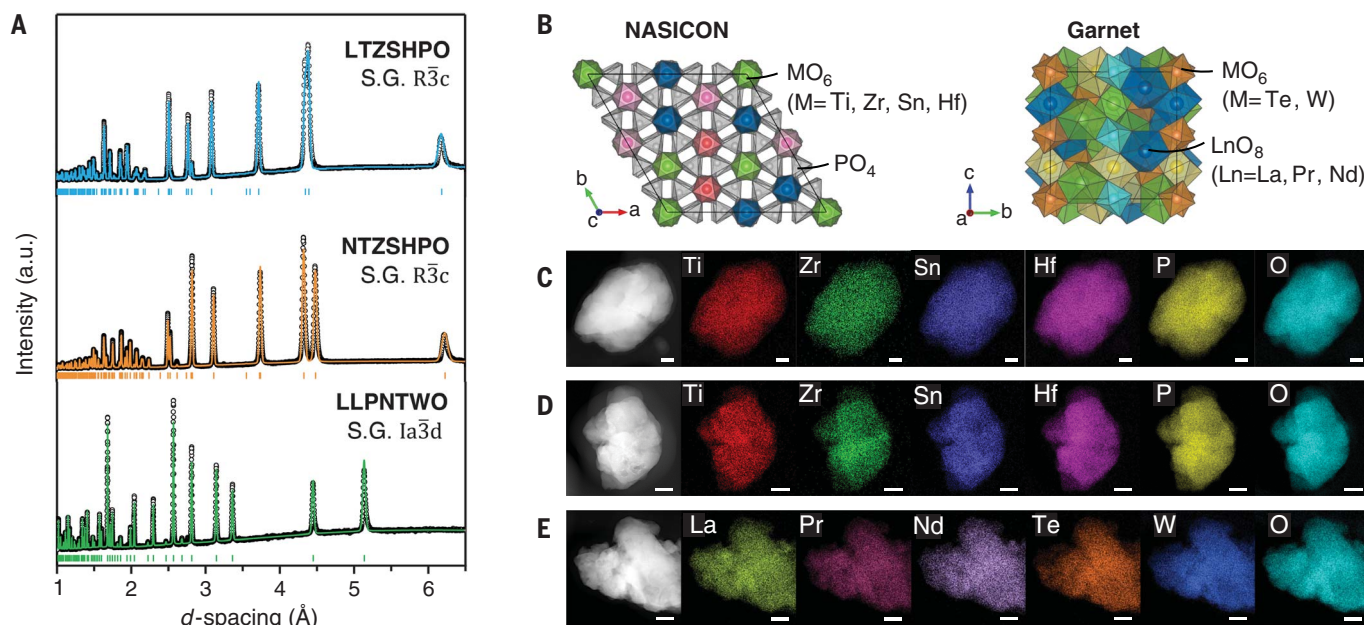 A
LTZSHPO
S.G. R3̅c
NTZSHPO
S.G. R3̅c
LLPNTWO
S.G. Ia3̅d
Intensity (a.u.)
1 2 3 4 5 6
d-spacing (Å)
B
NASICON
MO₆
(M= Ti, Zr, Sn, Hf)
PO₄
b
c
a
Garnet
MO₆
(M= Te, W)
LnO₈
(Ln=La, Pr, Nd)
c
a
b
C
Ti Zr Sn Hf P O
D
Ti Zr Sn Hf P O
E
La Pr Nd Te W O